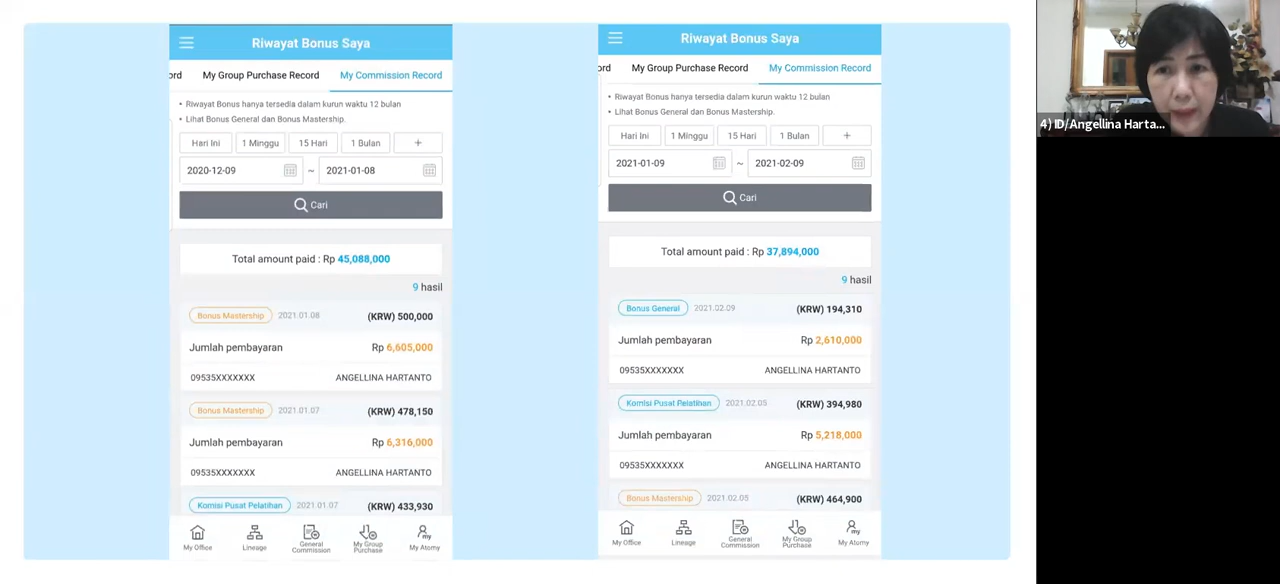 Riwayat Bonus Saya
ord My Group Purchase Record My Commission Record
• Riwayat Bonus hanya tersedia dalam kurun waktu 12 bulan
• Lihat Bonus General dan Bonus Mastership.
Hari Ini 1 Minggu 15 Hari 1 Bulan +
2020-12-09 ~ 2021-01-08
Cari
Total amount paid : Rp 45,088,000
9 hasil
Bonus Mastership 2021.01.08 (KRW) 500,000
Jumlah pembayaran Rp 6,605,000
09535XXXXXXX ANGELLINA HARTANTO
Bonus Mastership 2021.01.07 (KRW) 478,150
Jumlah pembayaran Rp 6,316,000
09535XXXXXXX ANGELLINA HARTANTO
Komisi Pusat Pelatihan 2021.01.07 (KRW) 433,930
My Office Lineage General Commission My Group Purchase my My Atomy
Riwayat Bonus Saya
ord My Group Purchase Record My Commission Record
• Riwayat Bonus hanya tersedia dalam kurun waktu 12 bulan
• Lihat Bonus General dan Bonus Mastership.
Hari Ini 1 Minggu 15 Hari 1 Bulan +
2021-01-09 ~ 2021-02-09
Cari
Total amount paid : Rp 37,894,000
9 hasil
Bonus General 2021.02.09 (KRW) 194,310
Jumlah pembayaran Rp 2,610,000
09535XXXXXXX ANGELLINA HARTANTO
Komisi Pusat Pelatihan 2021.02.05 (KRW) 394,980
Jumlah pembayaran Rp 5,218,000
09535XXXXXXX ANGELLINA HARTANTO
Bonus Mastership 2021.02.05 (KRW) 464,900
My Office Lineage General Commission My Group Purchase my My Atomy
4) ID/Angellina Harta...